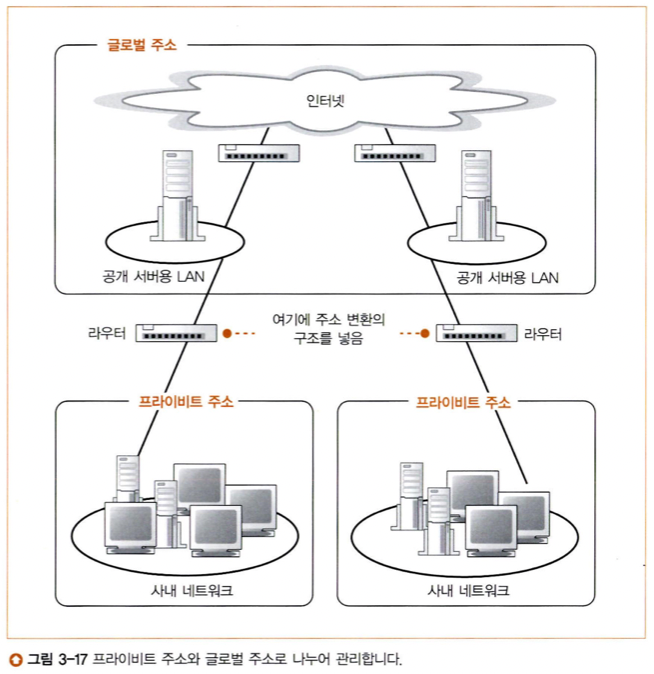 글로벌 주소
인터넷
공개 서버용 LAN
공개 서버용 LAN
라우터
여기에 주소 변환의
구조를 넣음
라우터
프라이비트 주소
프라이비트 주소
사내 네트워크
사내 네트워크
그림 3-17 프라이비트 주소와 글로벌 주소로 나누어 관리합니다.